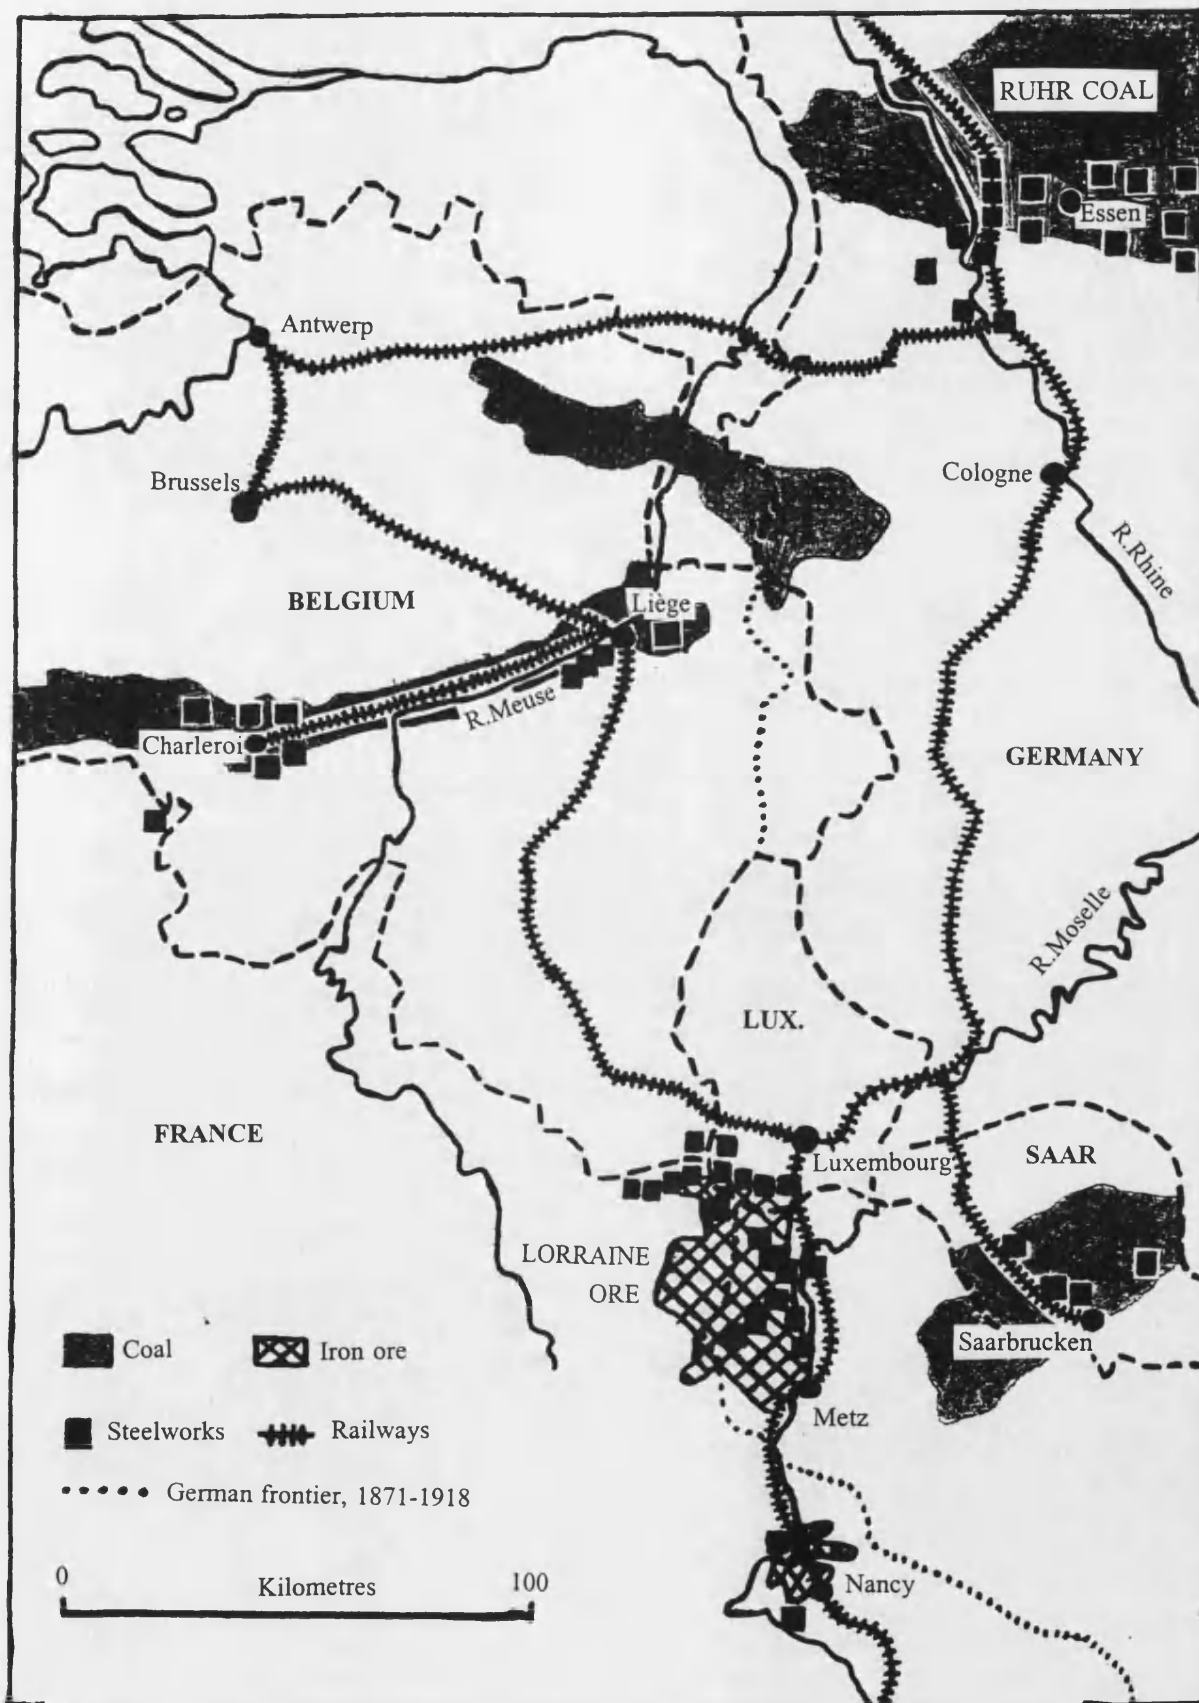 RUHR COAL
Essen
Antwerp
Brussels
Cologne
R.Rhine
BELGIUM
Liège
R.Meuse
Charleroi
GERMANY
R.Moselle
LUX.
FRANCE
Luxembourg
SAAR
LORRAINE
ORE
Saarbrucken
Coal
Iron ore
Metz
Steelworks
Railways
German frontier, 1871-1918
0
Kilometres
100
Nancy